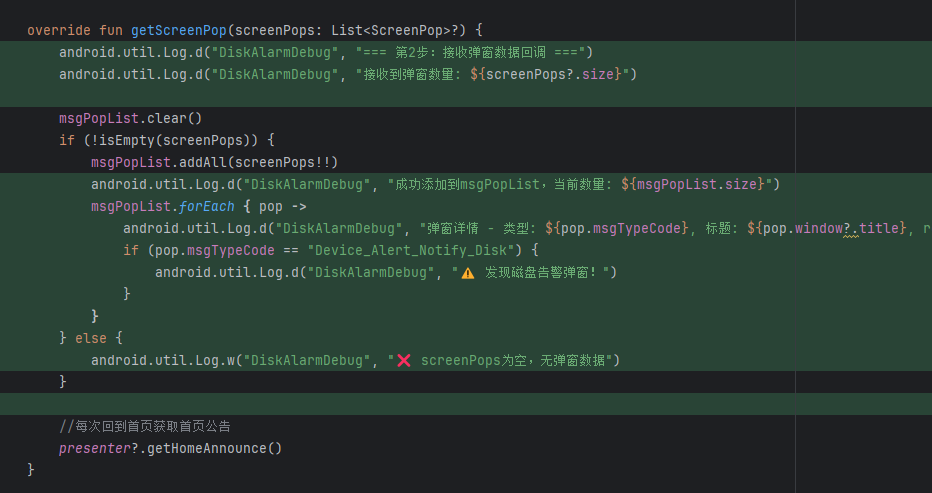 override fun getScreenPop(screenPops: List<ScreenPop>?) {
    android.util.Log.d("DiskAlarmDebug", "=== 第2步: 接收弹窗数据回调 ===")
    android.util.Log.d("DiskAlarmDebug", "接收到弹窗数量: ${screenPops?.size}")
    msgPopList.clear()
    if (!isEmpty(screenPops)) {
        msgPopList.addAll(screenPops!!)
        android.util.Log.d("DiskAlarmDebug", "成功添加到msgPopList，当前数量: ${msgPopList.size}")
        msgPopList.forEach { pop ->
            android.util.Log.d("DiskAlarmDebug", "弹窗详情 - 类型: ${pop.msgTypeCode}, 标题: ${pop.window?.title}, r
            if (pop.msgTypeCode == "Device_Alert_Notify_Disk") {
                android.util.Log.d("DiskAlarmDebug", "⚠️ 发现磁盘告警弹窗! ")
            }
        }
    } else {
        android.util.Log.w("DiskAlarmDebug", "❌ screenPops为空，无弹窗数据")
    }
    //每次回到首页获取首页公告
    presenter?.getHomeAnnounce()
}